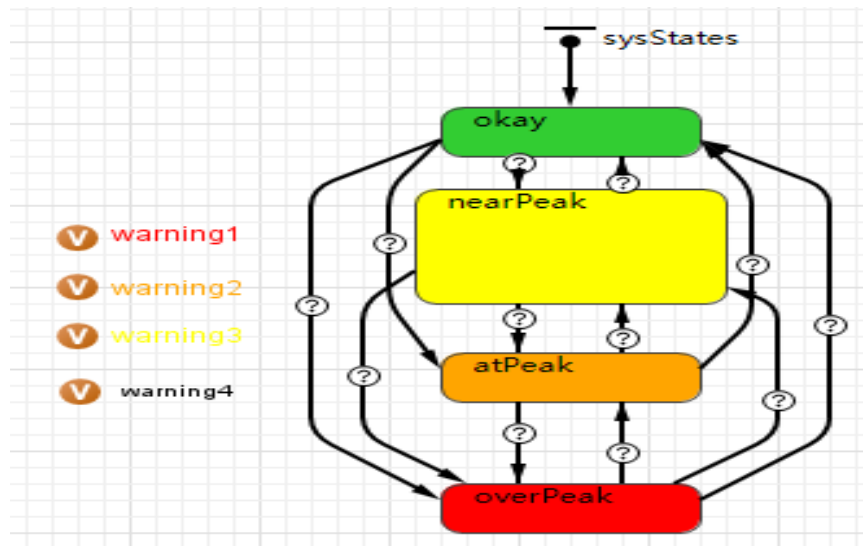 sysStates
okay
?
?
nearPeak
V warning1
?
?
V warning2
?
?
?
?
V warning3
?
atPeak
?
V warning4
?
?
?
overPeak